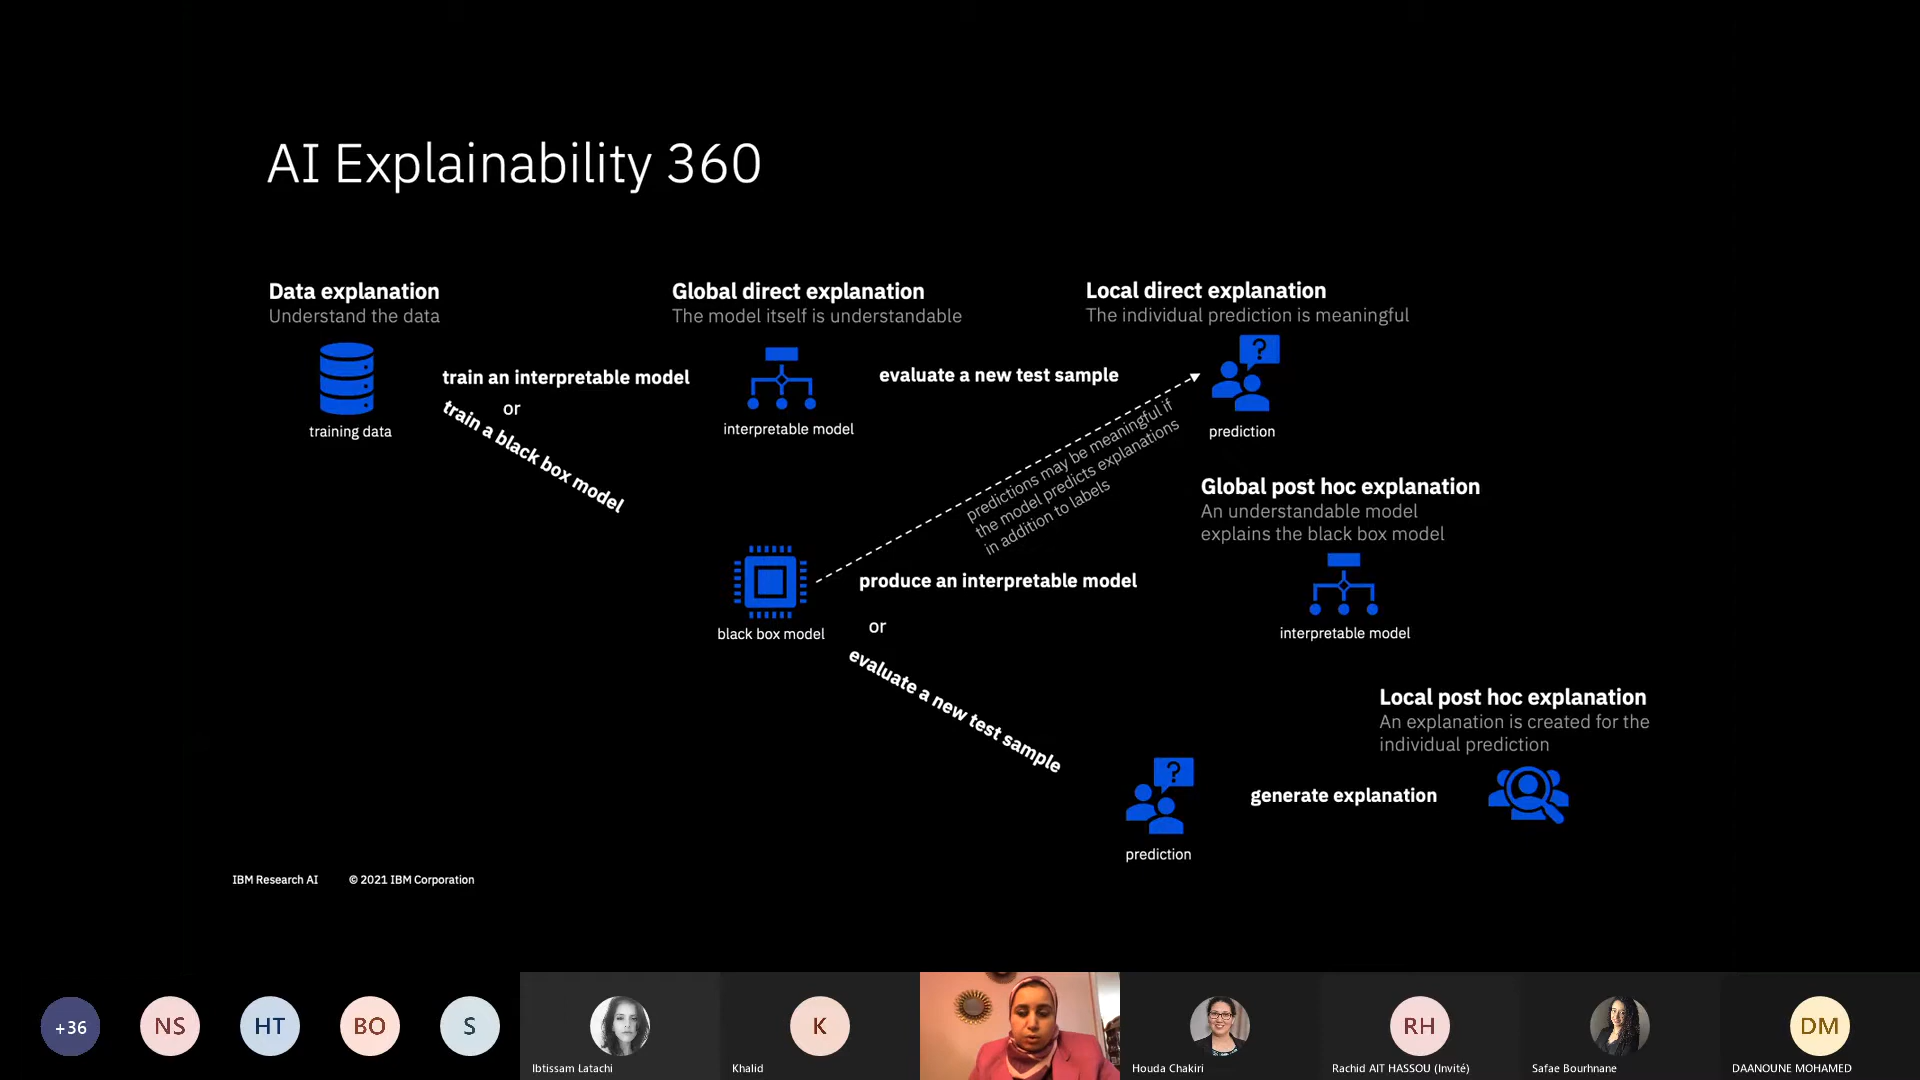 AI Explainability 360
Data explanation
Understand the data
training data
train an interpretable model
or
train a black box model
Global direct explanation
The model itself is understandable
interpretable model
evaluate a new test sample
Local direct explanation
The individual prediction is meaningful
?
prediction
predictions may be meaningful if
the model predicts explanations
in addition to labels
black box model
produce an interpretable model
or
evaluate a new test sample
Global post hoc explanation
An understandable model
explains the black box model
interpretable model
?
prediction
generate explanation
Local post hoc explanation
An explanation is created for the
individual prediction
IBM Research AI © 2021 IBM Corporation
+36
NS
HT
BO
S
Ibtissam Latachi
K
Khalid
Houda Chakiri
RH
Rachid AIT HASSOU (Invité)
Safae Bourhnane
DM
DAANOUNE MOHAMED